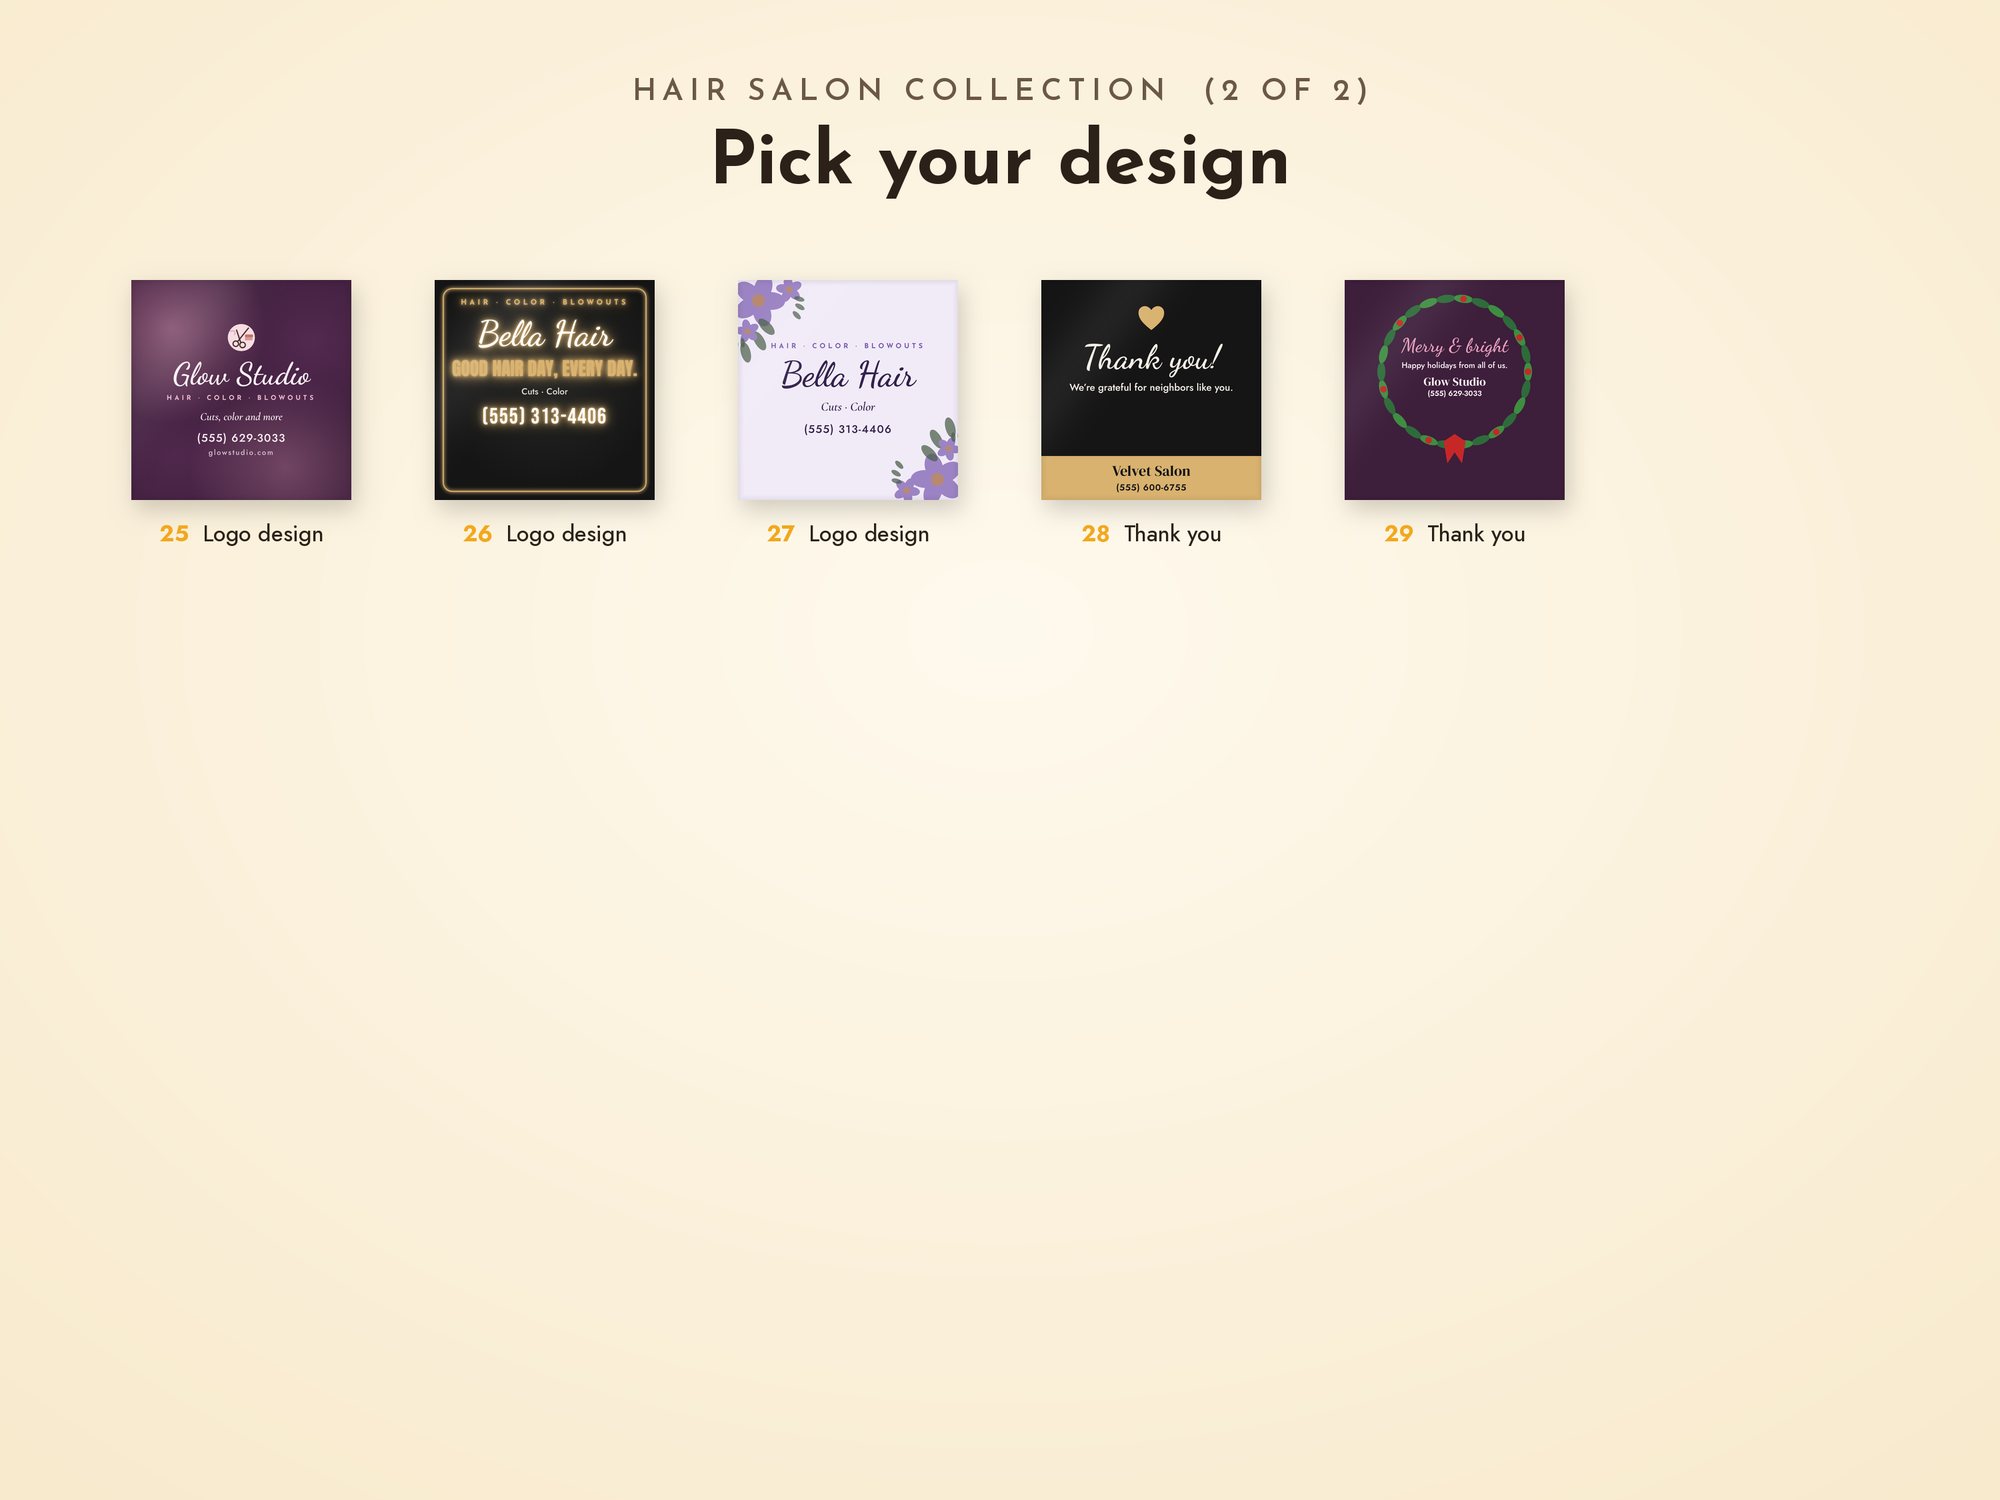 HAIR SALON COLLECTION (2 OF 2)
Pick your design
Glow Studio
HAIR · COLOR · BLOWOUTS
Cuts, color and more
(555) 629-3033
glowstudio.com
25 Logo design
HAIR · COLOR · BLOWOUTS
Bella Hair
GOOD HAIR DAY, EVERY DAY.
Cuts · Color
(555) 313-4406
26 Logo design
HAIR · COLOR · BLOWOUTS
Bella Hair
Cuts · Color
(555) 313-4406
27 Logo design
Thank you!
We're grateful for neighbors like you.
Velvet Salon
(555) 600-6755
28 Thank you
Merry & bright
Happy holidays from all of us.
Glow Studio
(555) 629-3033
29 Thank you